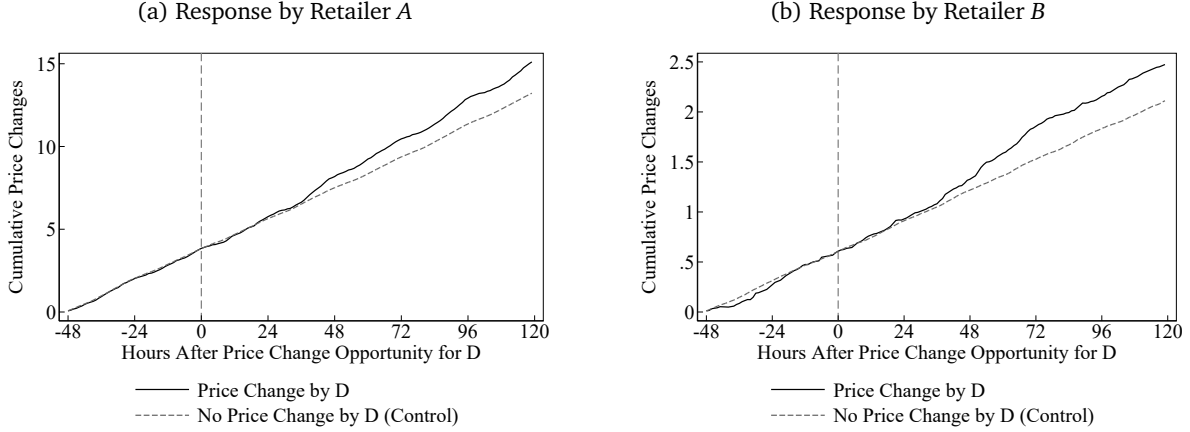 (a) Response by Retailer A
15
10
5
0
-48 -24 0 24 48 72 96 120
Cumulative Price Changes
Hours After Price Change Opportunity for D
Price Change by D
No Price Change by D (Control)
(b) Response by Retailer B
2.5
2
1.5
1
.5
0
-48 -24 0 24 48 72 96 120
Cumulative Price Changes
Hours After Price Change Opportunity for D
Price Change by D
No Price Change by D (Control)